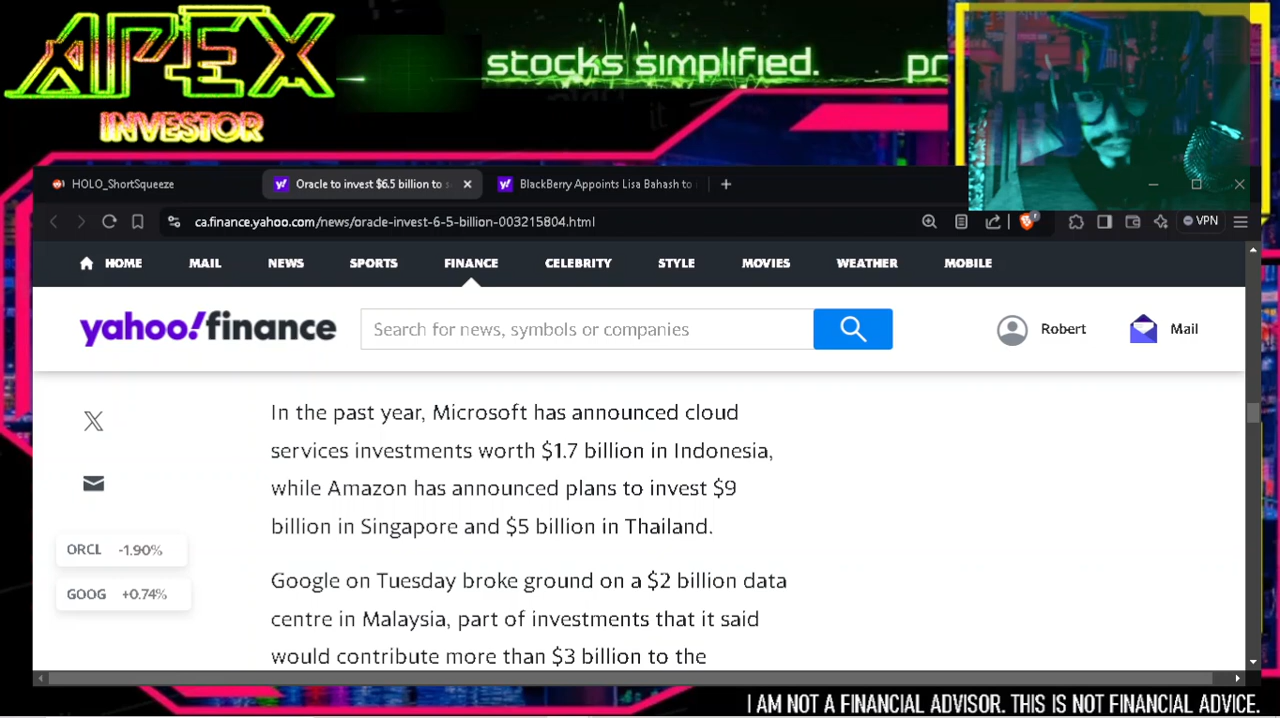 APEX
INVESTOR
stocks simplified. pr
HOLO_ShortSqueeze
Oracle to invest $6.5 billion to
BlackBerry Appoints Lisa Bahash to
ca.finance.yahoo.com/news/oracle-invest-6-5-billion-003215804.html
VPN
HOME MAIL NEWS SPORTS FINANCE CELEBRITY STYLE MOVIES WEATHER MOBILE
yahoo!finance
Search for news, symbols or companies
Robert
Mail
In the past year, Microsoft has announced cloud
services investments worth $1.7 billion in Indonesia,
while Amazon has announced plans to invest $9
billion in Singapore and $5 billion in Thailand.
ORCL -1.90%
GOOG +0.74%
Google on Tuesday broke ground on a $2 billion data
centre in Malaysia, part of investments that it said
would contribute more than $3 billion to the
I AM NOT A FINANCIAL ADVISOR. THIS IS NOT FINANCIAL ADVICE.